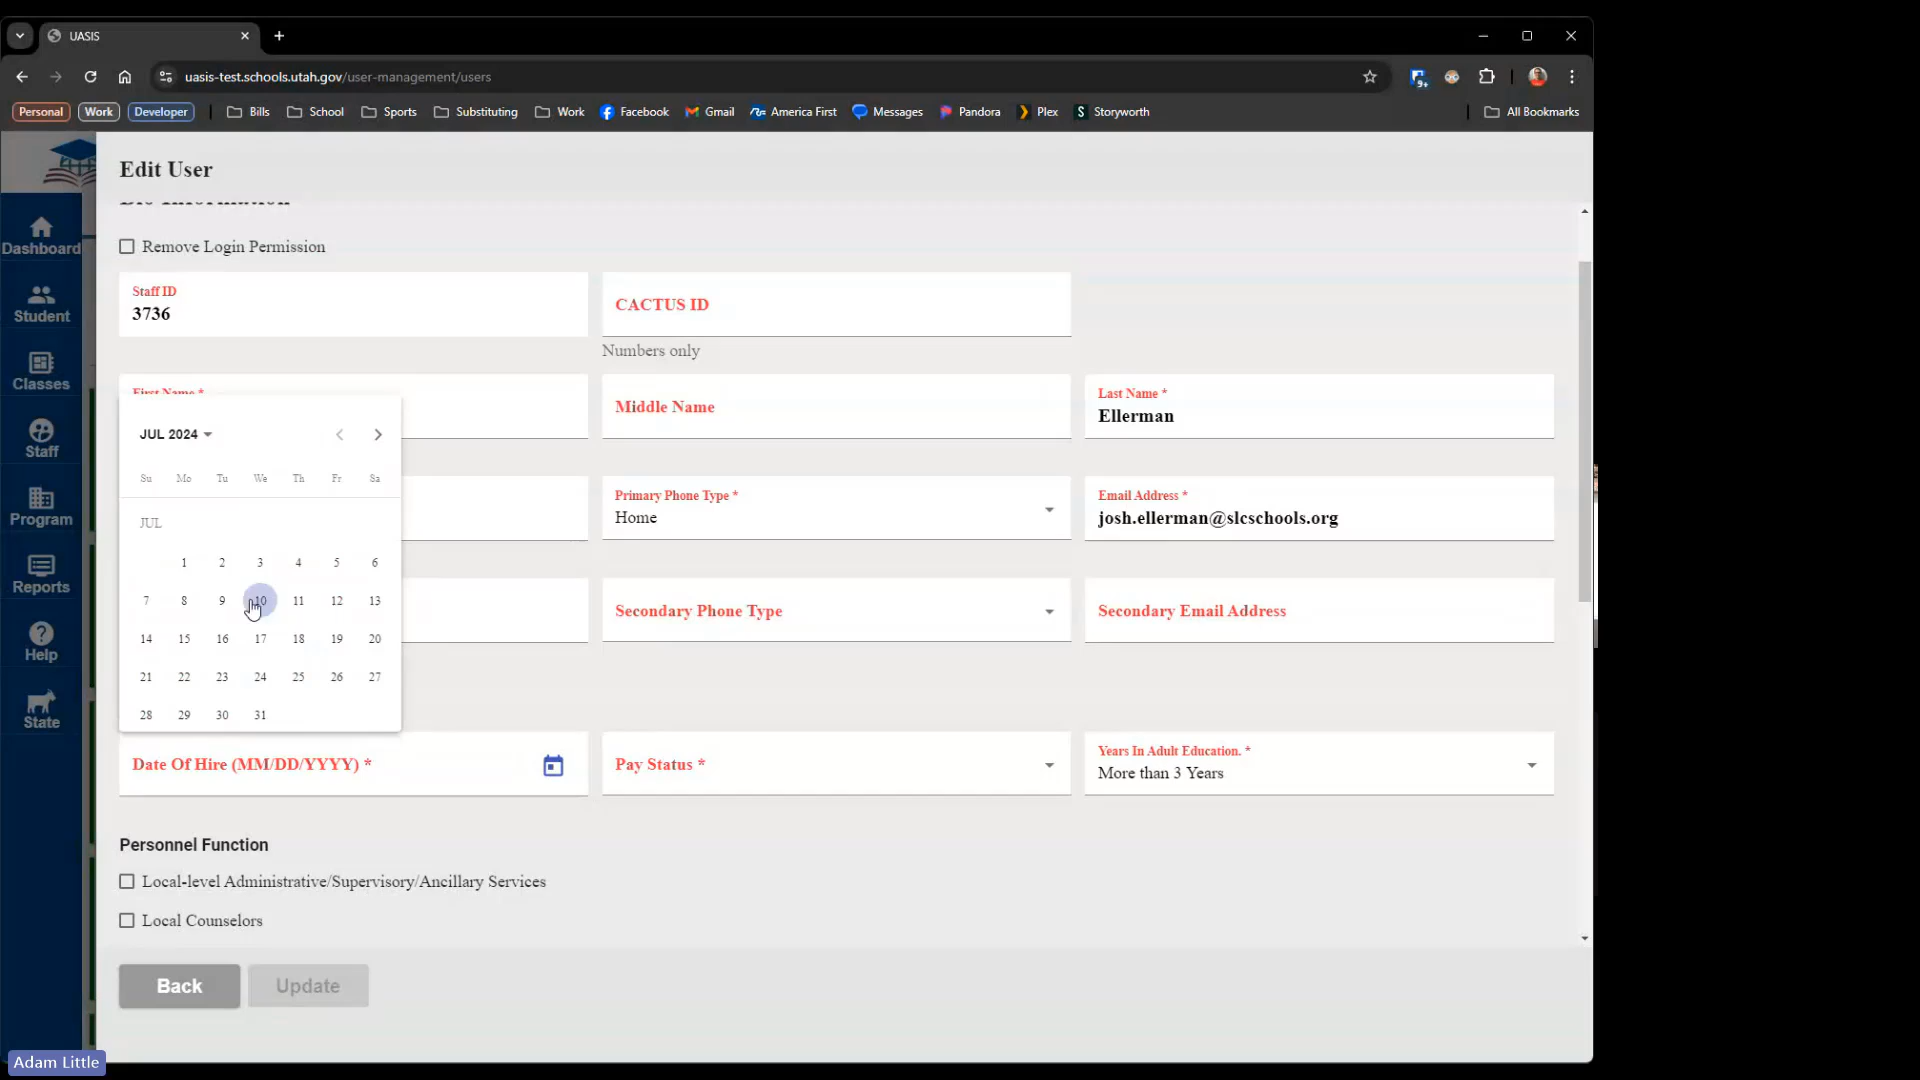 UASIS
uasis-test.schools.utah.gov/user-management/users
9+
Personal Work Developer Bills School Sports Substituting Work Facebook Gmail America First Messages Pandora Plex Storyworth All Bookmarks
Edit User
Bio Information
Remove Login Permission
Dashboard
Student
Classes
Staff
Program
Reports
Help
State
Staff ID
3736
CACTUS ID
Numbers only
First Name *
Middle Name
Last Name *
Ellerman
JUL 2024
Su Mo Tu We Th Fr Sa
JUL
1 2 3 4 5 6
7 8 9 10 11 12 13
14 15 16 17 18 19 20
21 22 23 24 25 26 27
28 29 30 31
Primary Phone Type *
Home
Email Address *
josh.ellerman@slcschools.org
Secondary Phone Type
Secondary Email Address
Date Of Hire (MM/DD/YYYY) *
Pay Status *
Years In Adult Education. *
More than 3 Years
Personnel Function
Local-level Administrative/Supervisory/Ancillary Services
Local Counselors
Back
Update
Adam Little